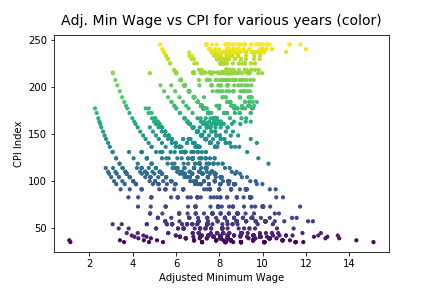 Adj. Min Wage vs CPI for various years (color)
250
200
150
100
50
CPI Index
2 4 6 8 10 12 14
Adjusted Minimum Wage